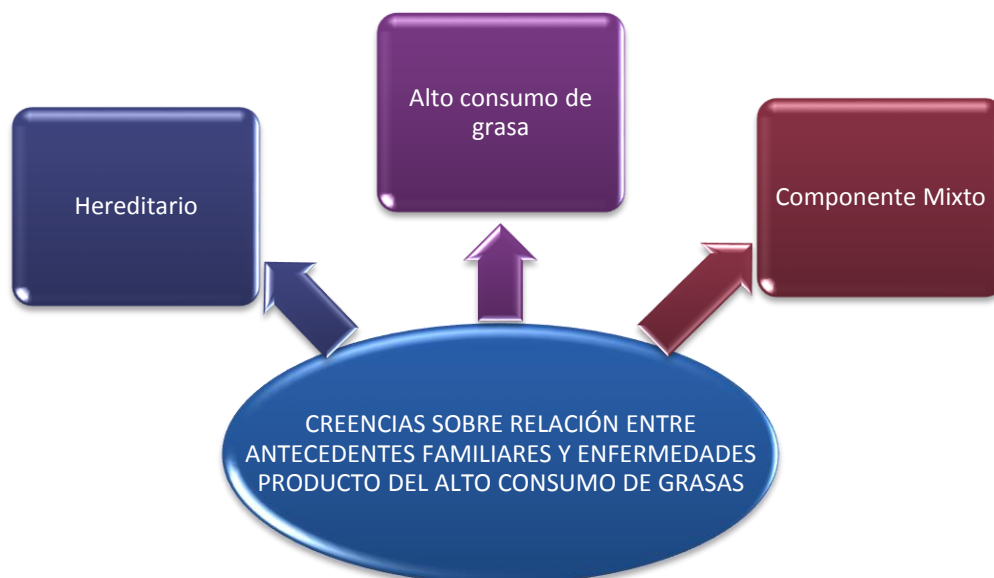 Alto consumo de
grasa
Hereditario
Componente Mixto
CREENCIAS SOBRE RELACIÓN ENTRE
ANTECEDENTES FAMILIARES Y ENFERMEDADES
PRODUCTO DEL ALTO CONSUMO DE GRASAS